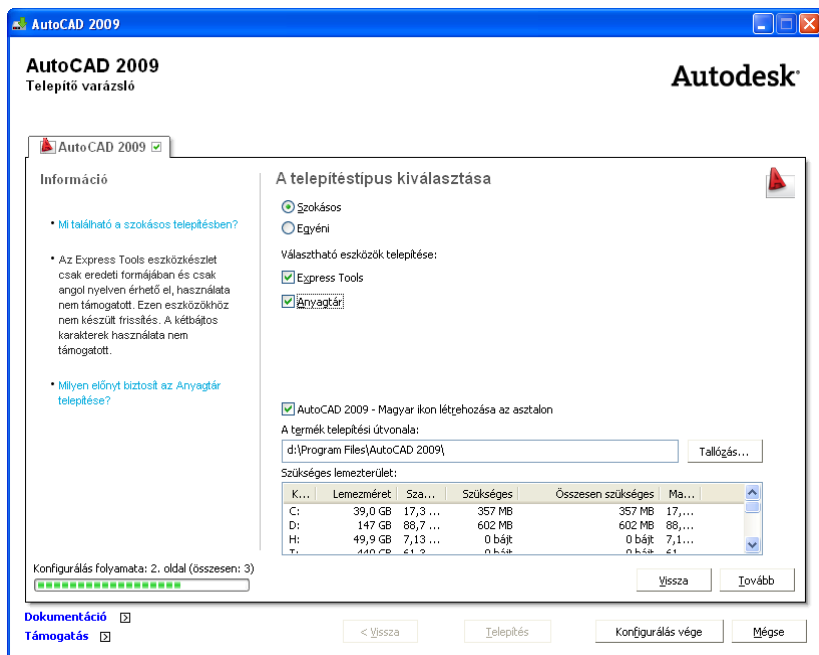 AutoCAD 2009
AutoCAD 2009
Telepítő varázsló
Autodesk
AutoCAD 2009
Információ
Mi található a szokásos telepítésben?
Az Express Tools eszközkészlet
csak eredeti formájában és csak
angol nyelven érhető el, használata
nem támogatott. Ezen eszközökhöz
nem készült frissítés. A kétbájtos
karakterek használata nem
támogatott.
Milyen előnyt biztosít az Anyagtár
telepítése?
A telepítéstípus kiválasztása
Szokásos
Egyéni
Választható eszközök telepítése:
Express Tools
Anyagtár
AutoCAD 2009 - Magyar ikon létrehozása az asztalon
A termék telepítési útvonala:
d:\Program Files\AutoCAD 2009\
Tallózás...
Szükséges lemezterület:
K... Lemezméret Sza... Szükséges Összesen szükséges Ma...
C: 39,0 GB 17,3 ... 357 MB 357 MB 17,...
D: 147 GB 88,7 ... 602 MB 602 MB 88,...
H: 49,9 GB 7,13 ... 0 bájt 0 bájt 7,1...
Konfigurálás folyamata: 2. oldal (összesen: 3)
Vissza Tovább
Dokumentáció
Támogatás
< Vissza Telepítés Konfigurálás vége Mégse